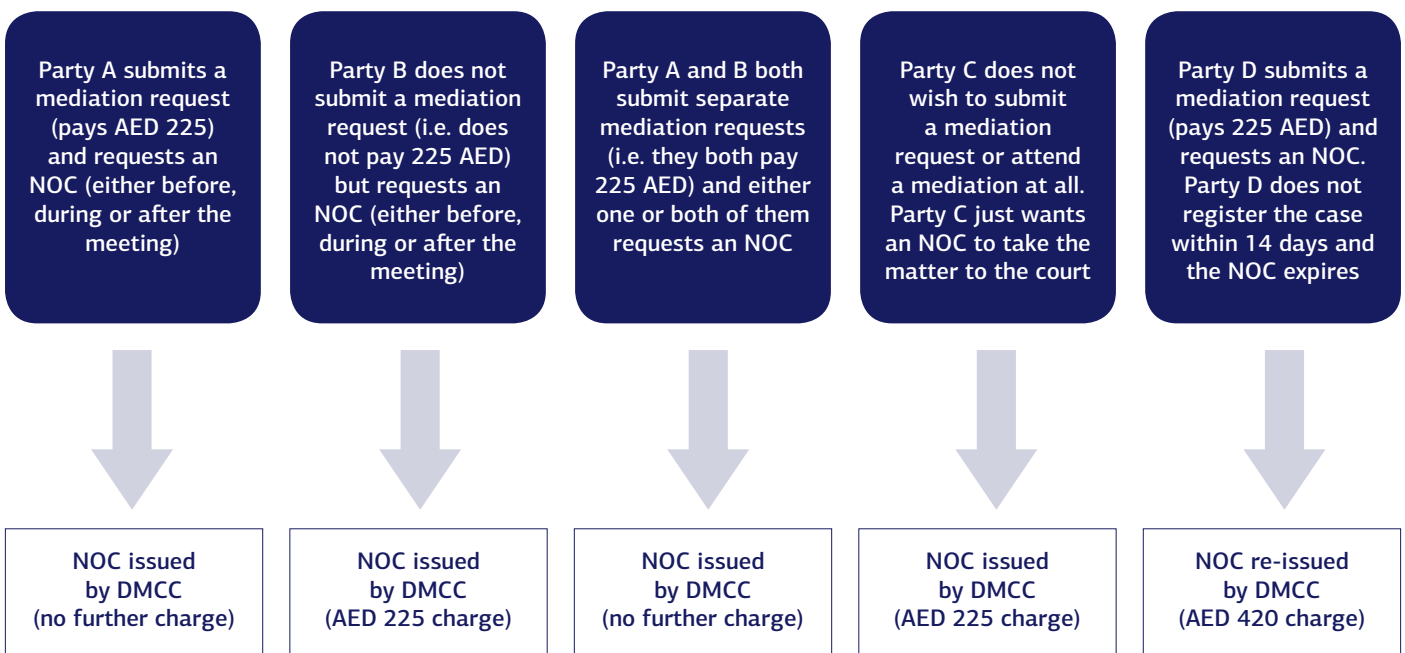 Party A submits a
mediation request
(pays AED 225)
and requests an
NOC (either before,
during or after the
meeting)
Party B does not
submit a mediation
request (i.e. does
not pay 225 AED)
but requests an
NOC (either before,
during or after the
meeting)
Party A and B both
submit separate
mediation requests
(i.e. they both pay
225 AED) and either
one or both of them
requests an NOC
Party C does not
wish to submit
a mediation
request or attend
a mediation at all.
Party C just wants
an NOC to take the
matter to the court
Party D submits a
mediation request
(pays 225 AED) and
requests an NOC.
Party D does not
register the case
within 14 days and
the NOC expires
NOC issued
by DMCC
(no further charge)
NOC issued
by DMCC
(AED 225 charge)
NOC issued
by DMCC
(no further charge)
NOC issued
by DMCC
(AED 225 charge)
NOC re-issued
by DMCC
(AED 420 charge)